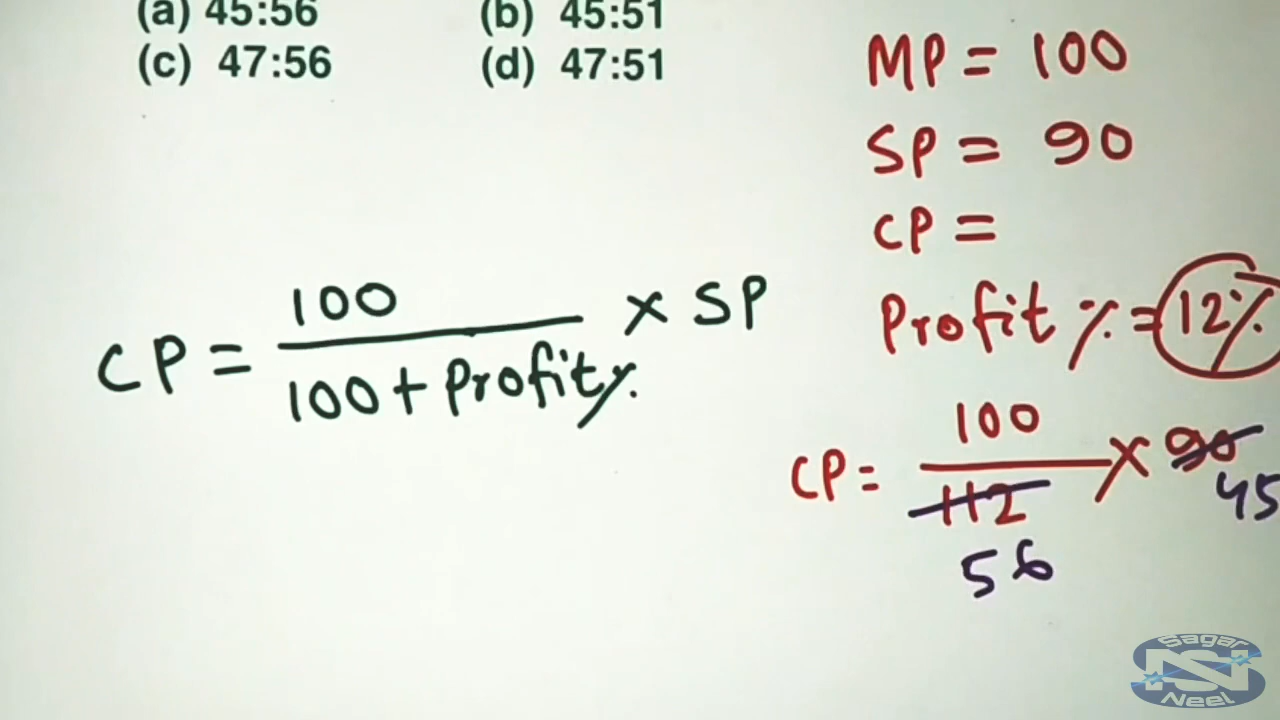 (a) 45:56 (b) 45:51
(c) 47:56 (d) 47:51
MP = 100
SP = 90
CP =
Profit % = 12%
CP = 100 / 100 + Profit % × SP
CP = 100 / 112 × 90
56 45
Sagar
NSN
Neel